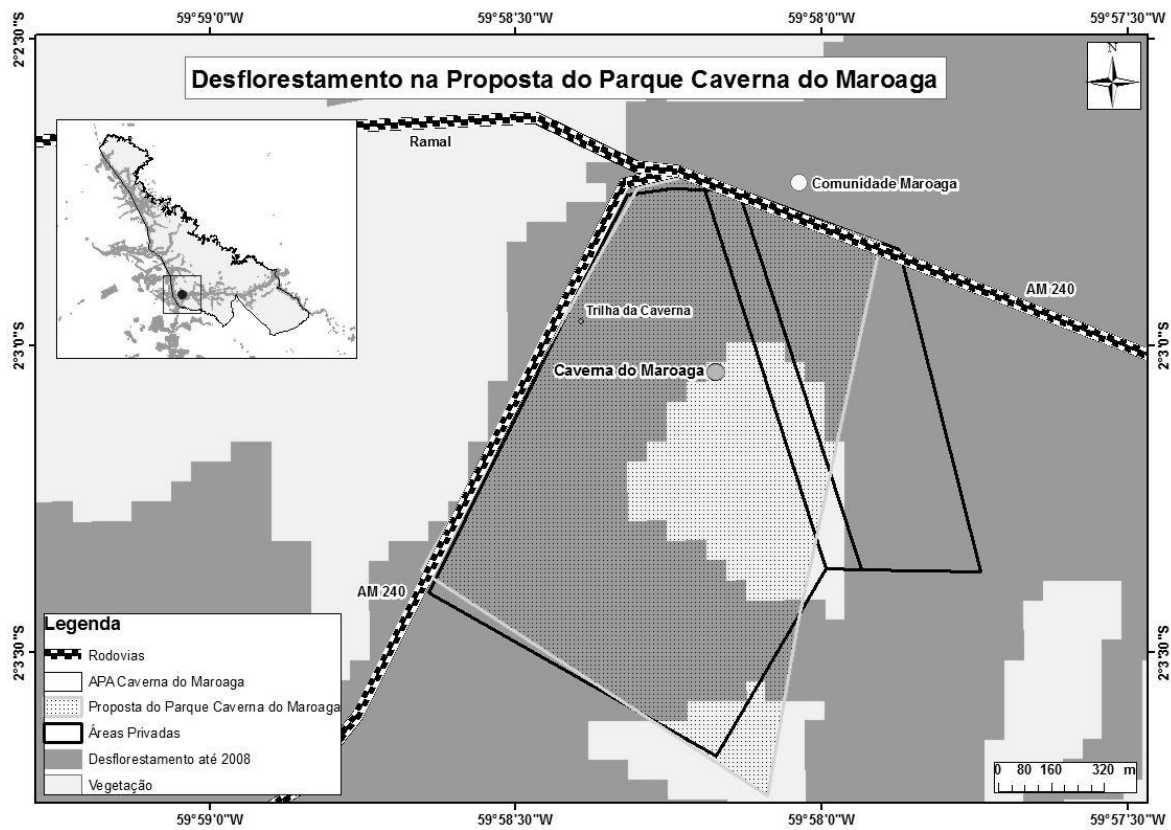 59°59'0"W 59°58'30"W 59°58'0"W 59°57'30"W
2°2'30"S
N
Desflorestamento na Proposta do Parque Caverna do Maroaga
Ramal
Comunidade Maroaga
AM 240
Trilha da Caverna
2°3'0"S 2°3'0"S
Caverna do Maroaga
AM 240
Legenda
Rodovias
APA Caverna do Maroaga
Proposta do Parque Caverna do Maroaga
Áreas Privadas
Desflorestamento até 2008
Vegetação
2°3'30"S 2°3'30"S
0 80 160 320 m
59°59'0"W 59°58'30"W 59°58'0"W 59°57'30"W